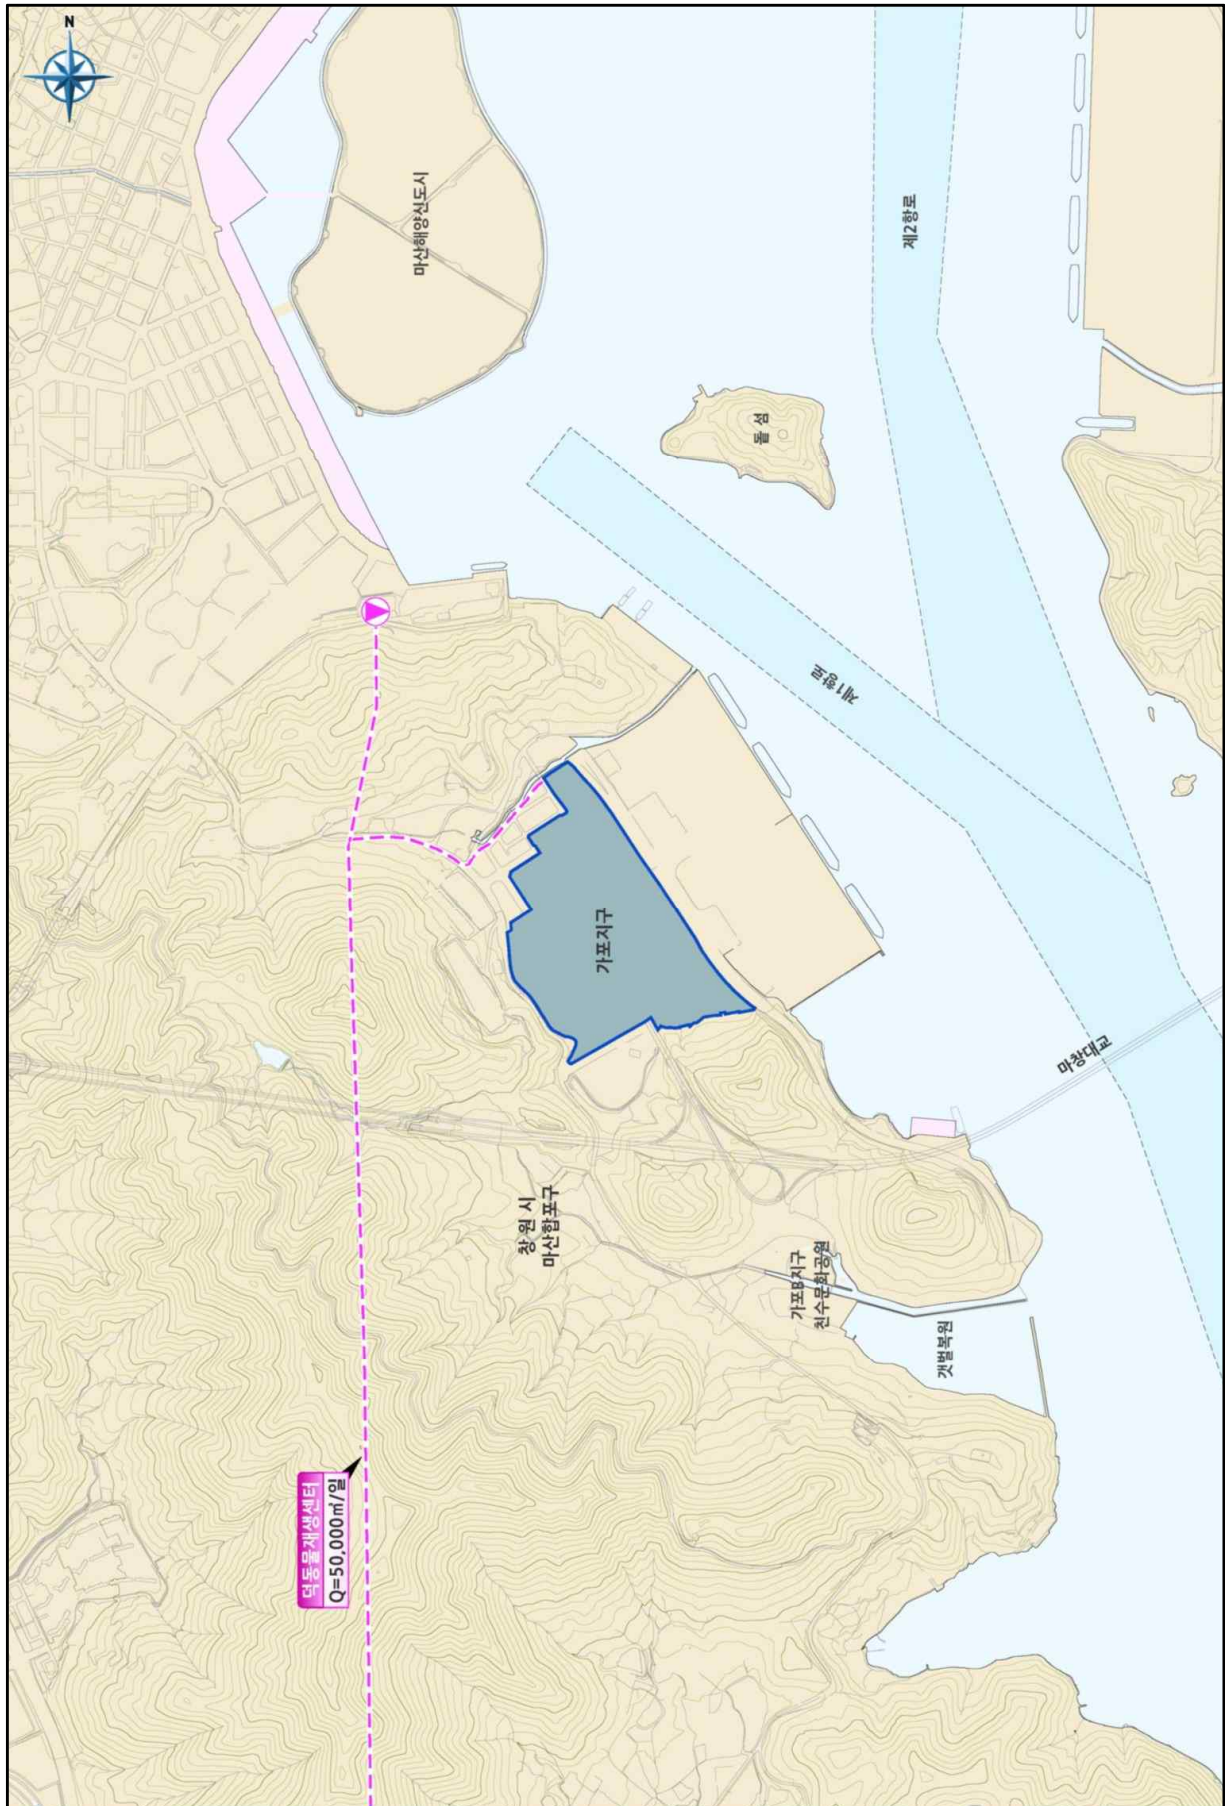 N
마산해양신도시
제2항로
돝섬
제1항로
가포지구
마창대교
창원시
마산합포구
가포B지구
친수문화공원
갯벌복원
덕동물재생센터
Q=50,000㎥/일